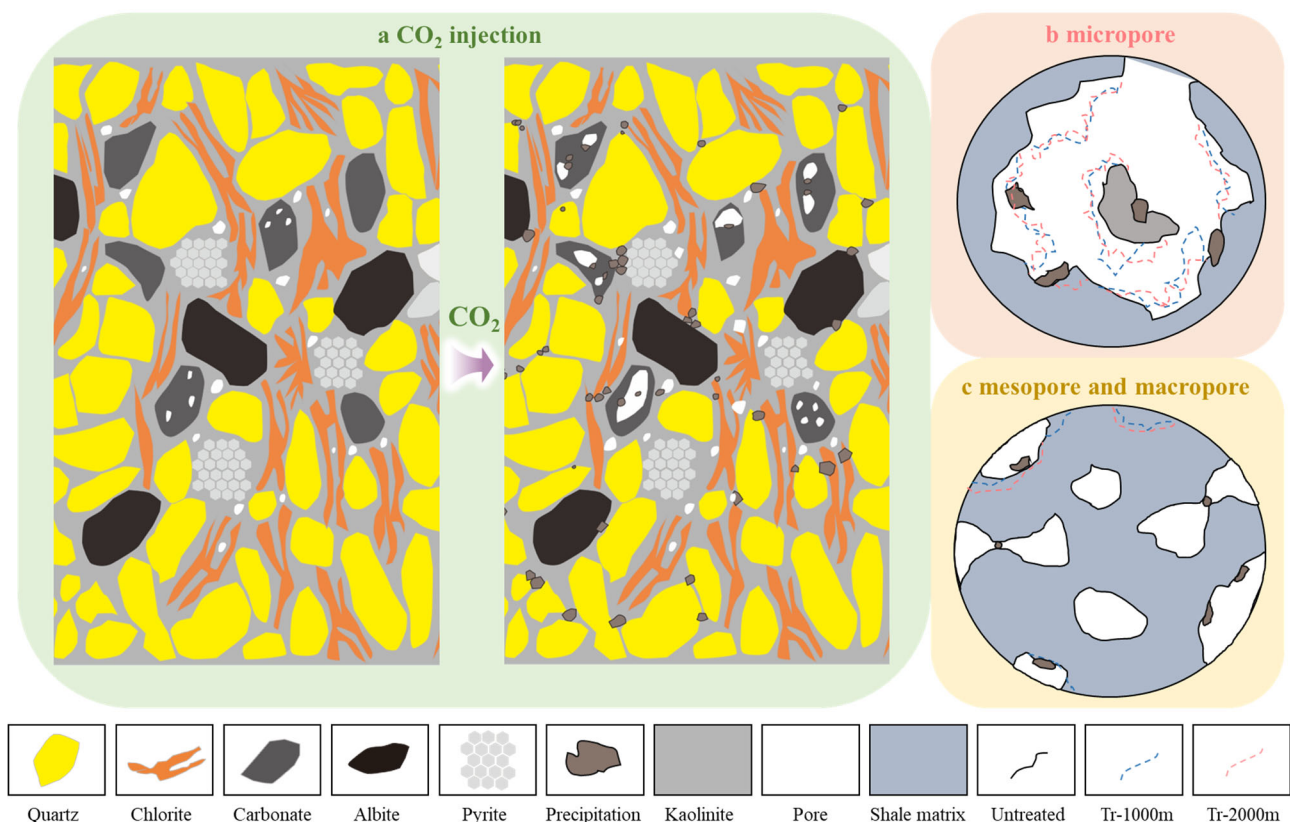 a CO₂ injection
CO₂
b micropore
c mesopore and macropore
Quartz
Chlorite
Carbonate
Albite
Pyrite
Precipitation
Kaolinite
Pore
Shale matrix
Untreated
Tr-1000m
Tr-2000m